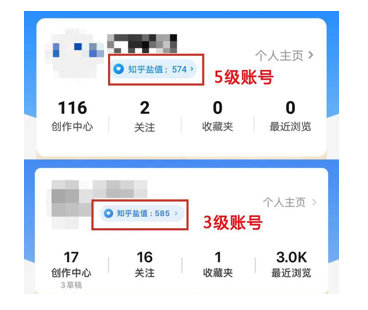 知乎盐值：574 >
个人主页 >
5级账号
116 2 0 0
创作中心 关注 收藏夹 最近浏览
知乎盐值：585 >
个人主页 >
3级账号
17 16 1 3.0K
创作中心 关注 收藏夹 最近浏览
3草稿